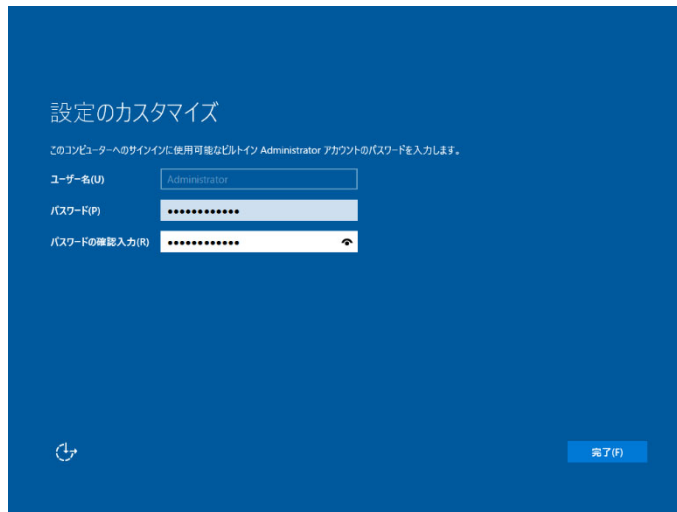 設定のカスタマイズ
このコンピューターへのサインインに使用可能なビルトイン Administrator アカウントのパスワードを入力します。
ユーザー名(U)
Administrator
パスワード(P)
●●●●●●●●●●●●
パスワードの確認入力(R)
●●●●●●●●●●●●
完了(F)